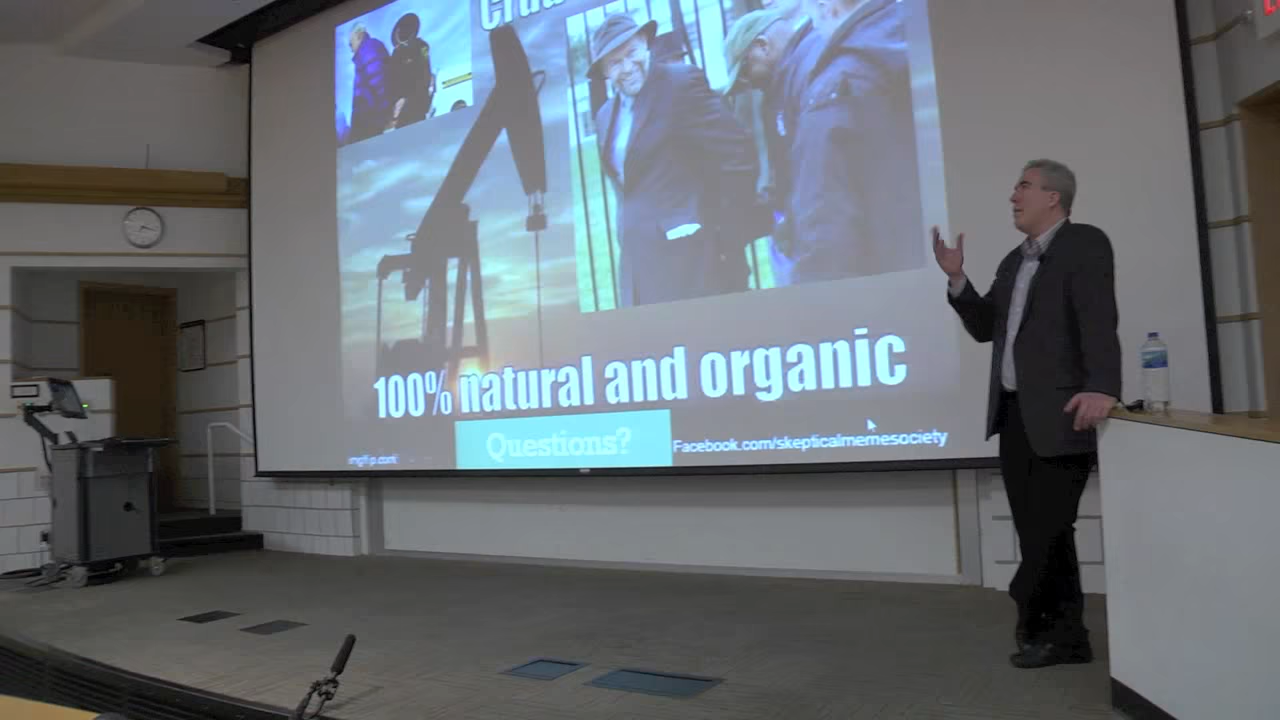 100% natural and organic
Questions?
Facebook.com/skepticalmemesociety
imgflip.com